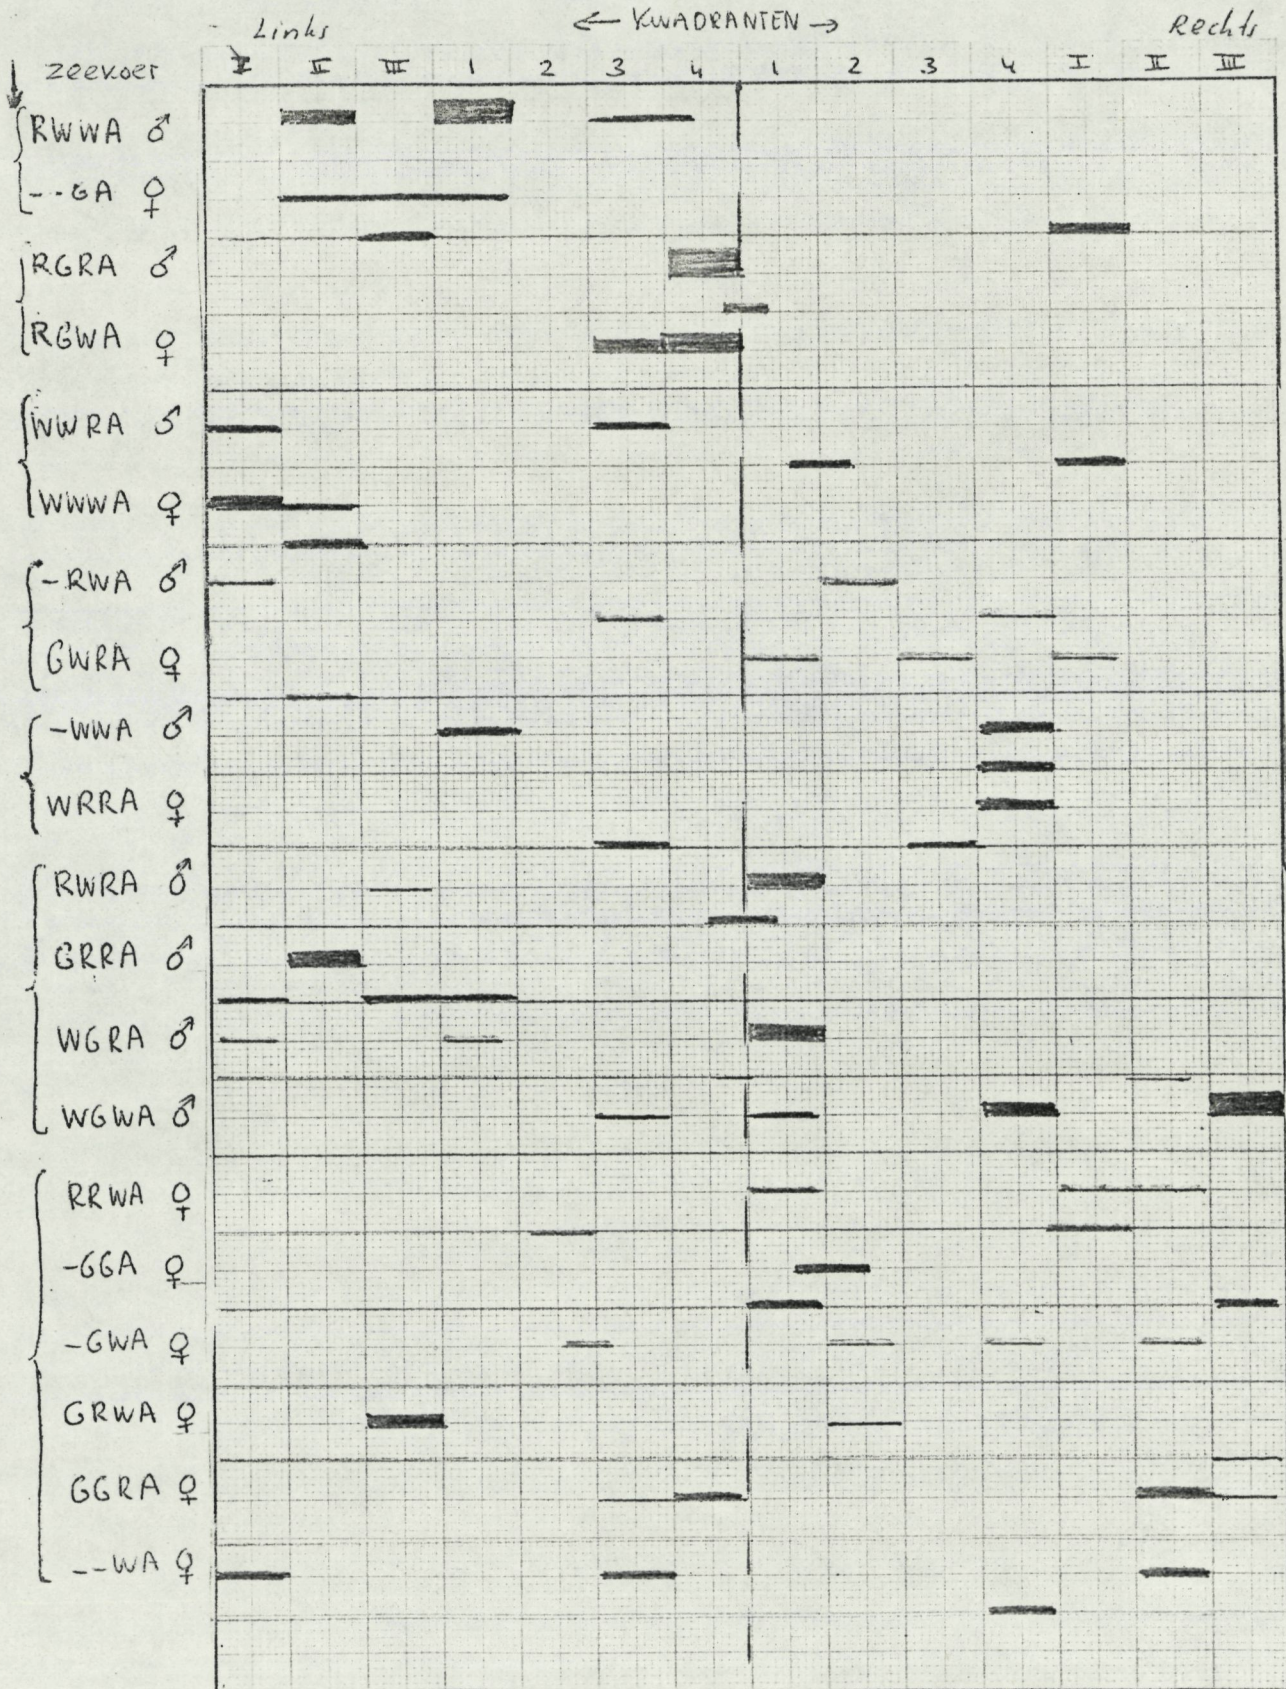 ← KWADRANTEN →
Links Rechts
zeekoet I II III 1 2 3 4 1 2 3 4 I II III
RWWA ♂
--GA ♀
RGRA ♂
RGWA ♀
WWRA ♂
WWWA ♀
-RWA ♂
GWRA ♀
-WWA ♂
WRRA ♀
RWRA ♂
GRRA ♂
WGRA ♂
WGWA ♂
RRWA ♀
-GGA ♀
-GWA ♀
GRWA ♀
GGRA ♀
--WA ♀